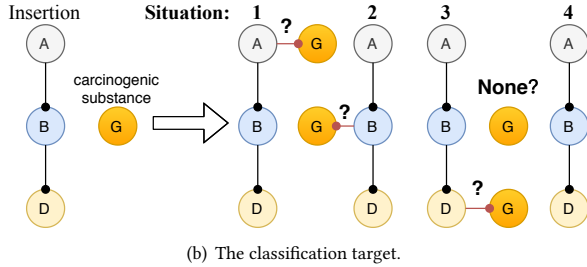 Insertion Situation: 1 2 3 4
?
A A G A A A
carcinogenic
substance
None?
B G B G B B G B
?
D D D D G D
(b) The classification target.